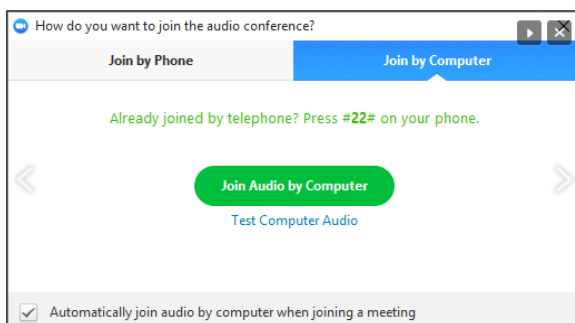 How do you want to join the audio conference?
Join by Phone
Join by Computer
Already joined by telephone? Press #22# on your phone.
Join Audio by Computer
Test Computer Audio
Automatically join audio by computer when joining a meeting